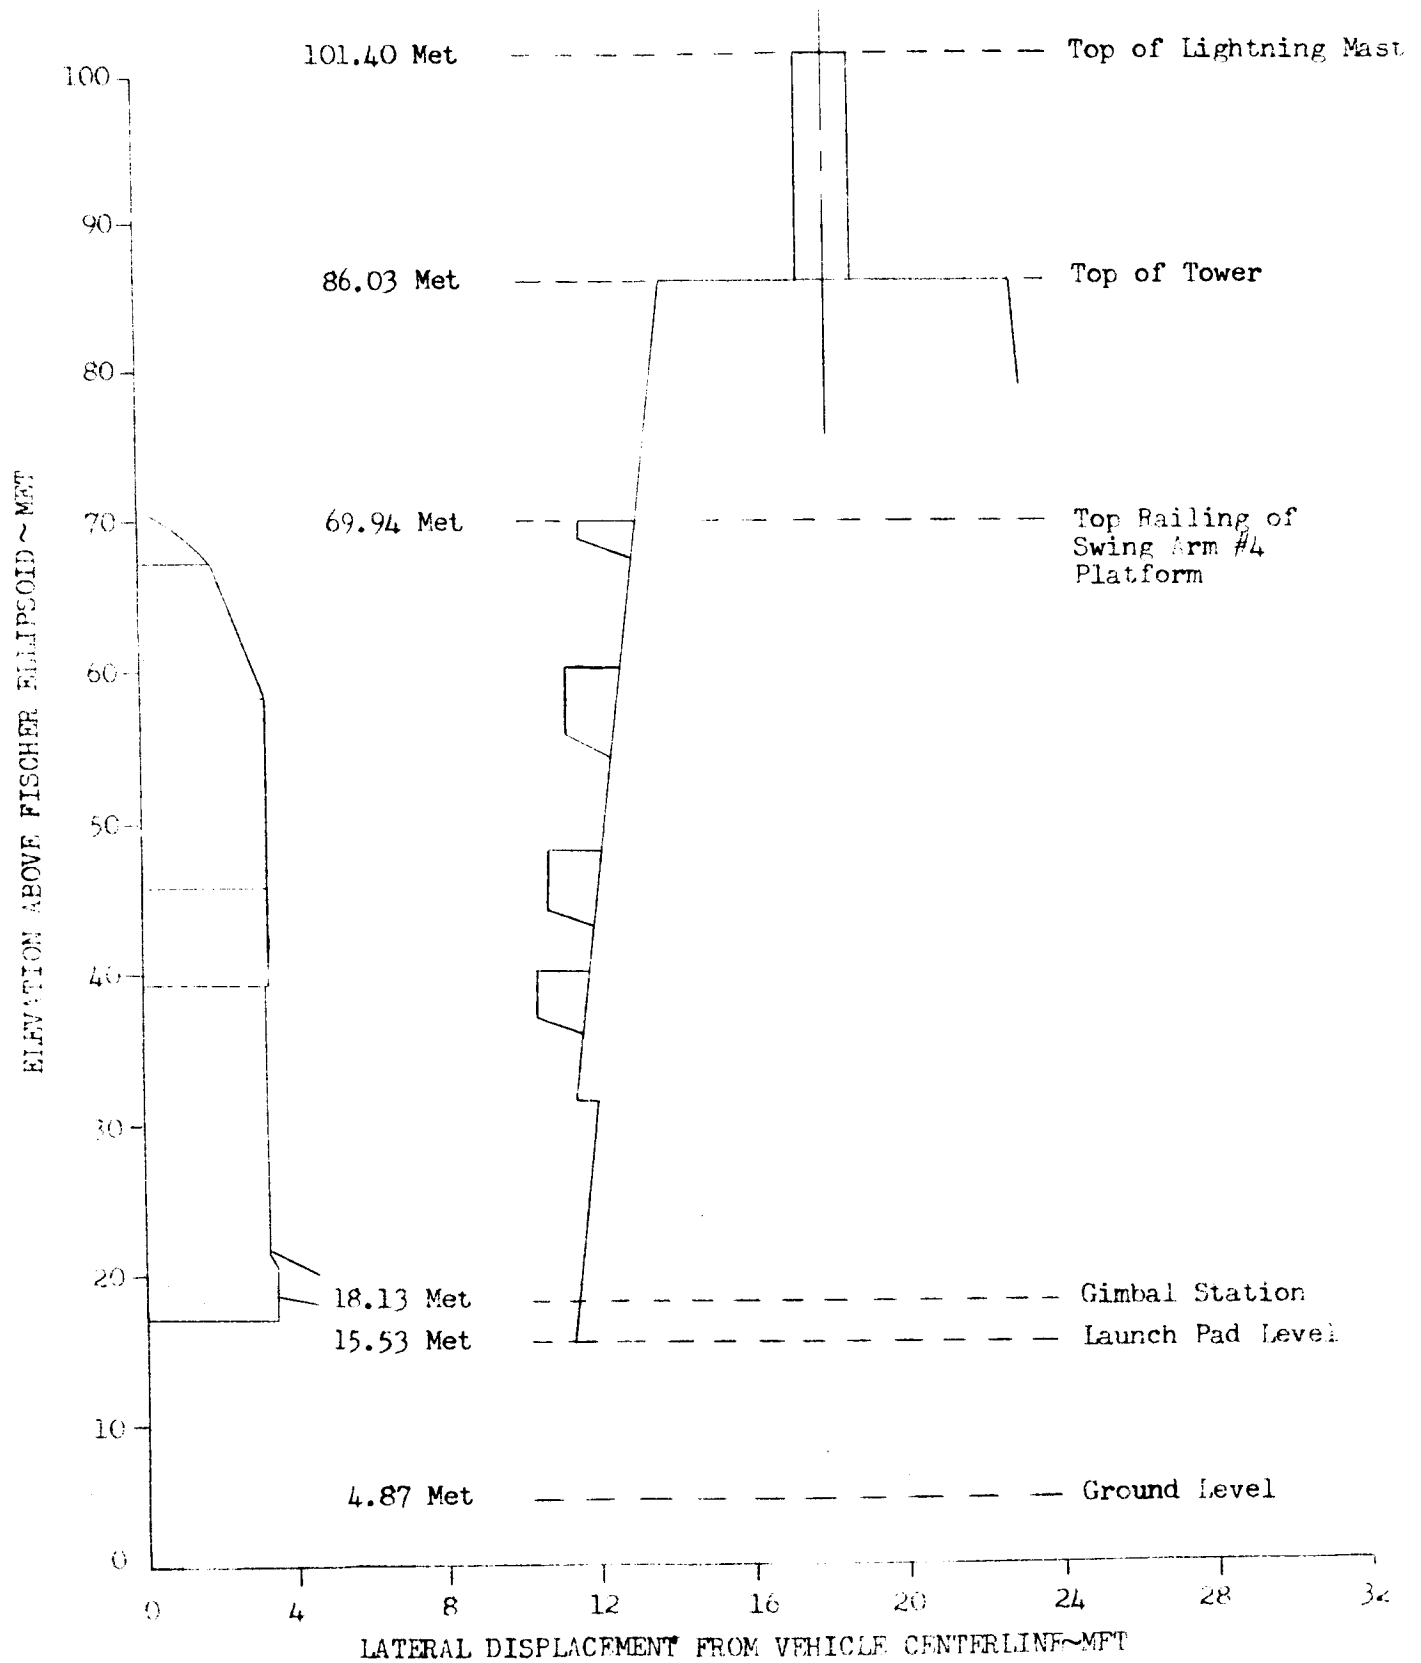 101.40 Met
Top of Lightning Mast
100
90
86.03 Met
Top of Tower
80
70
69.94 Met
Top Railing of
Swing Arm #4
Platform
60
50
40
30
20
18.13 Met
Gimbal Station
15.53 Met
Launch Pad Level
10
4.87 Met
Ground Level
0
0 4 8 12 16 20 24 28 32
ELEVATION ABOVE FISCHER ELLIPSOID~MET
LATERAL DISPLACEMENT FROM VEHICLE CENTERLINE~MET